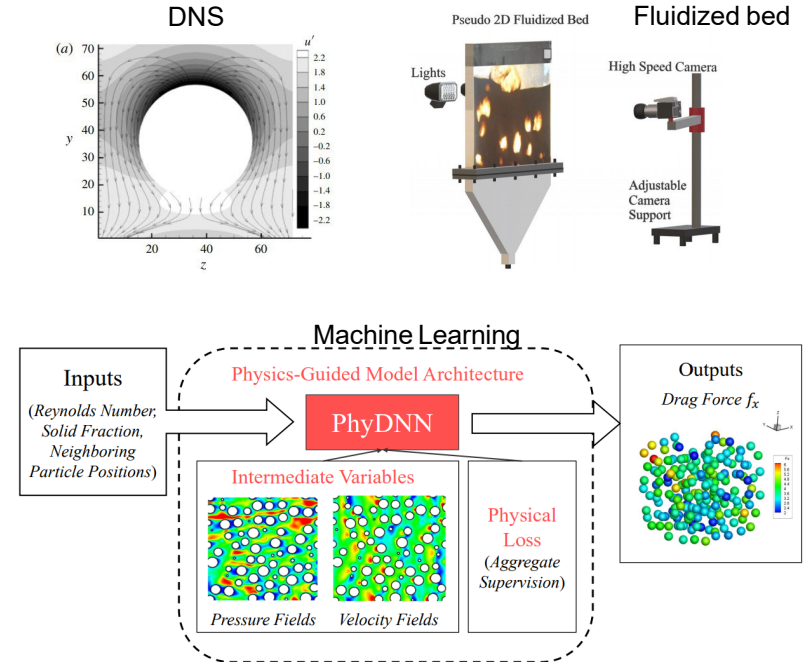 DNS
Fluidized bed
(a)
u'
70
60
50
40
30
20
10
y
20
40
60
z
2.2
1.8
1.4
1.0
0.6
0.2
−0.2
−0.6
−1.0
−1.4
−1.8
−2.2
Pseudo 2D Fluidized Bed
Lights
High Speed Camera
Adjustable
Camera
Support
Machine Learning
Inputs
(Reynolds Number,
Solid Fraction,
Neighboring
Particle Positions)
Physics-Guided Model Architecture
PhyDNN
Intermediate Variables
Pressure Fields
Velocity Fields
Physical
Loss
(Aggregate
Supervision)
Outputs
Drag Force fx